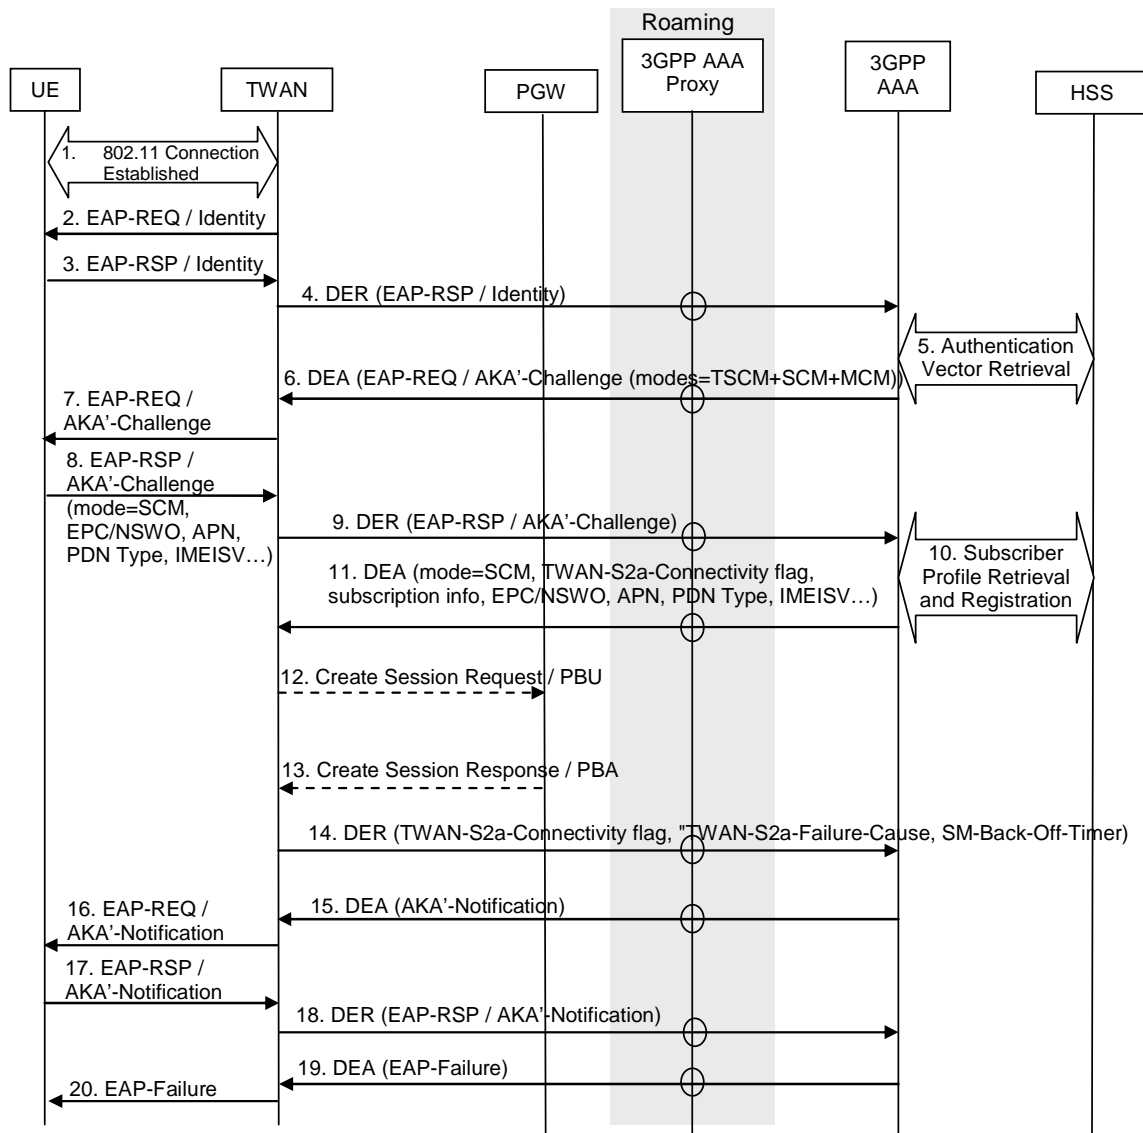 Roaming
UE
TWAN
PGW
3GPP AAA
Proxy
3GPP
AAA
HSS
1. 802.11 Connection
Established
2. EAP-REQ / Identity
3. EAP-RSP / Identity
4. DER (EAP-RSP / Identity)
5. Authentication
Vector Retrieval
6. DEA (EAP-REQ / AKA'-Challenge (modes=TSCM+SCM+MCM))
7. EAP-REQ /
AKA'-Challenge
8. EAP-RSP /
AKA'-Challenge
(mode=SCM,
EPC/NSWO, APN,
PDN Type, IMEISV…)
9. DER (EAP-RSP / AKA'-Challenge)
10. Subscriber
Profile Retrieval
and Registration
11. DEA (mode=SCM, TWAN-S2a-Connectivity flag,
subscription info, EPC/NSWO, APN, PDN Type, IMEISV…)
12. Create Session Request / PBU
13. Create Session Response / PBA
14. DER (TWAN-S2a-Connectivity flag, "TWAN-S2a-Failure-Cause, SM-Back-Off-Timer)
15. DEA (AKA'-Notification)
16. EAP-REQ /
AKA'-Notification
17. EAP-RSP /
AKA'-Notification
18. DER (EAP-RSP / AKA'-Notification)
19. DEA (EAP-Failure)
20. EAP-Failure